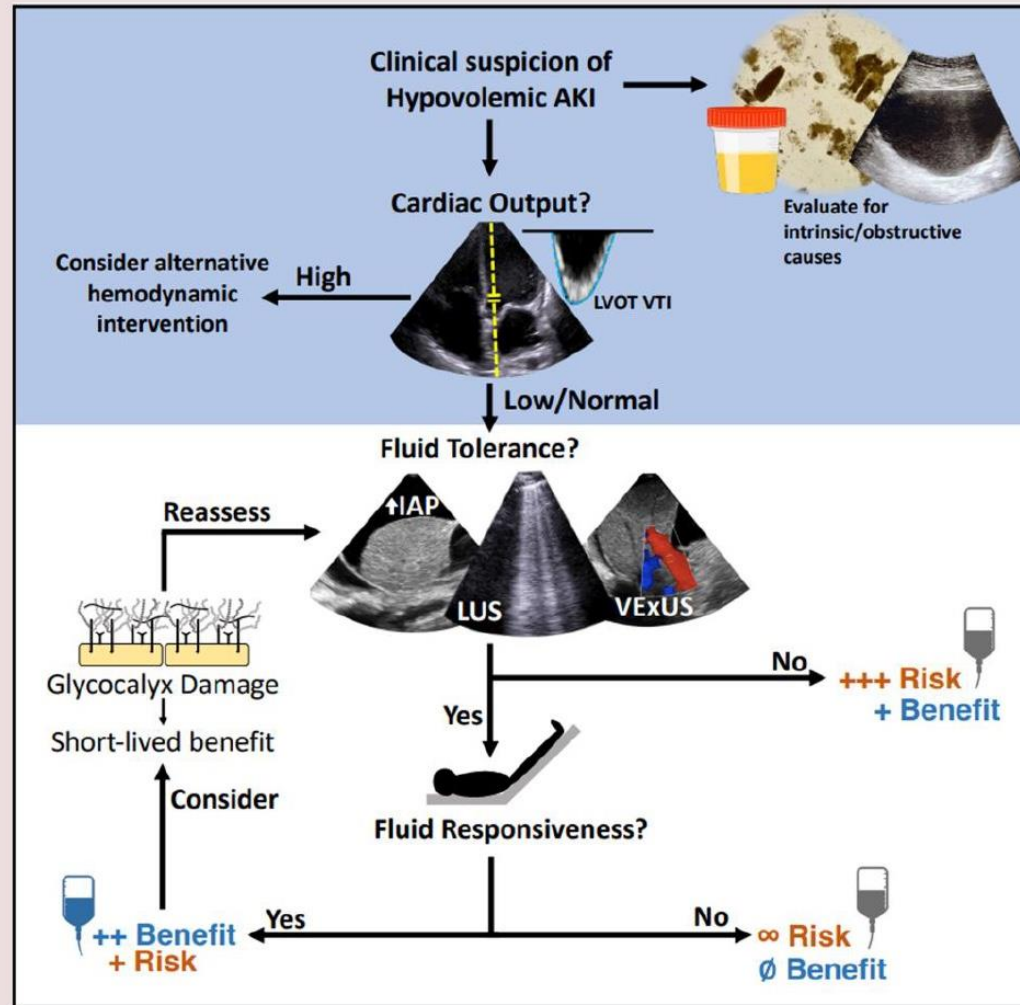 Clinical suspicion of
Hypovolemic AKI
Evaluate for
intrinsic/obstructive
causes
Cardiac Output?
LVOT VTI
High
Consider alternative
hemodynamic
intervention
Low/Normal
Fluid Tolerance?
↑IAP
LUS
VExUS
Reassess
Glycocalyx Damage
Short-lived benefit
Consider
No
+++ Risk
+ Benefit
Yes
Fluid Responsiveness?
Yes
++ Benefit
+ Risk
No
∞ Risk
Ø Benefit